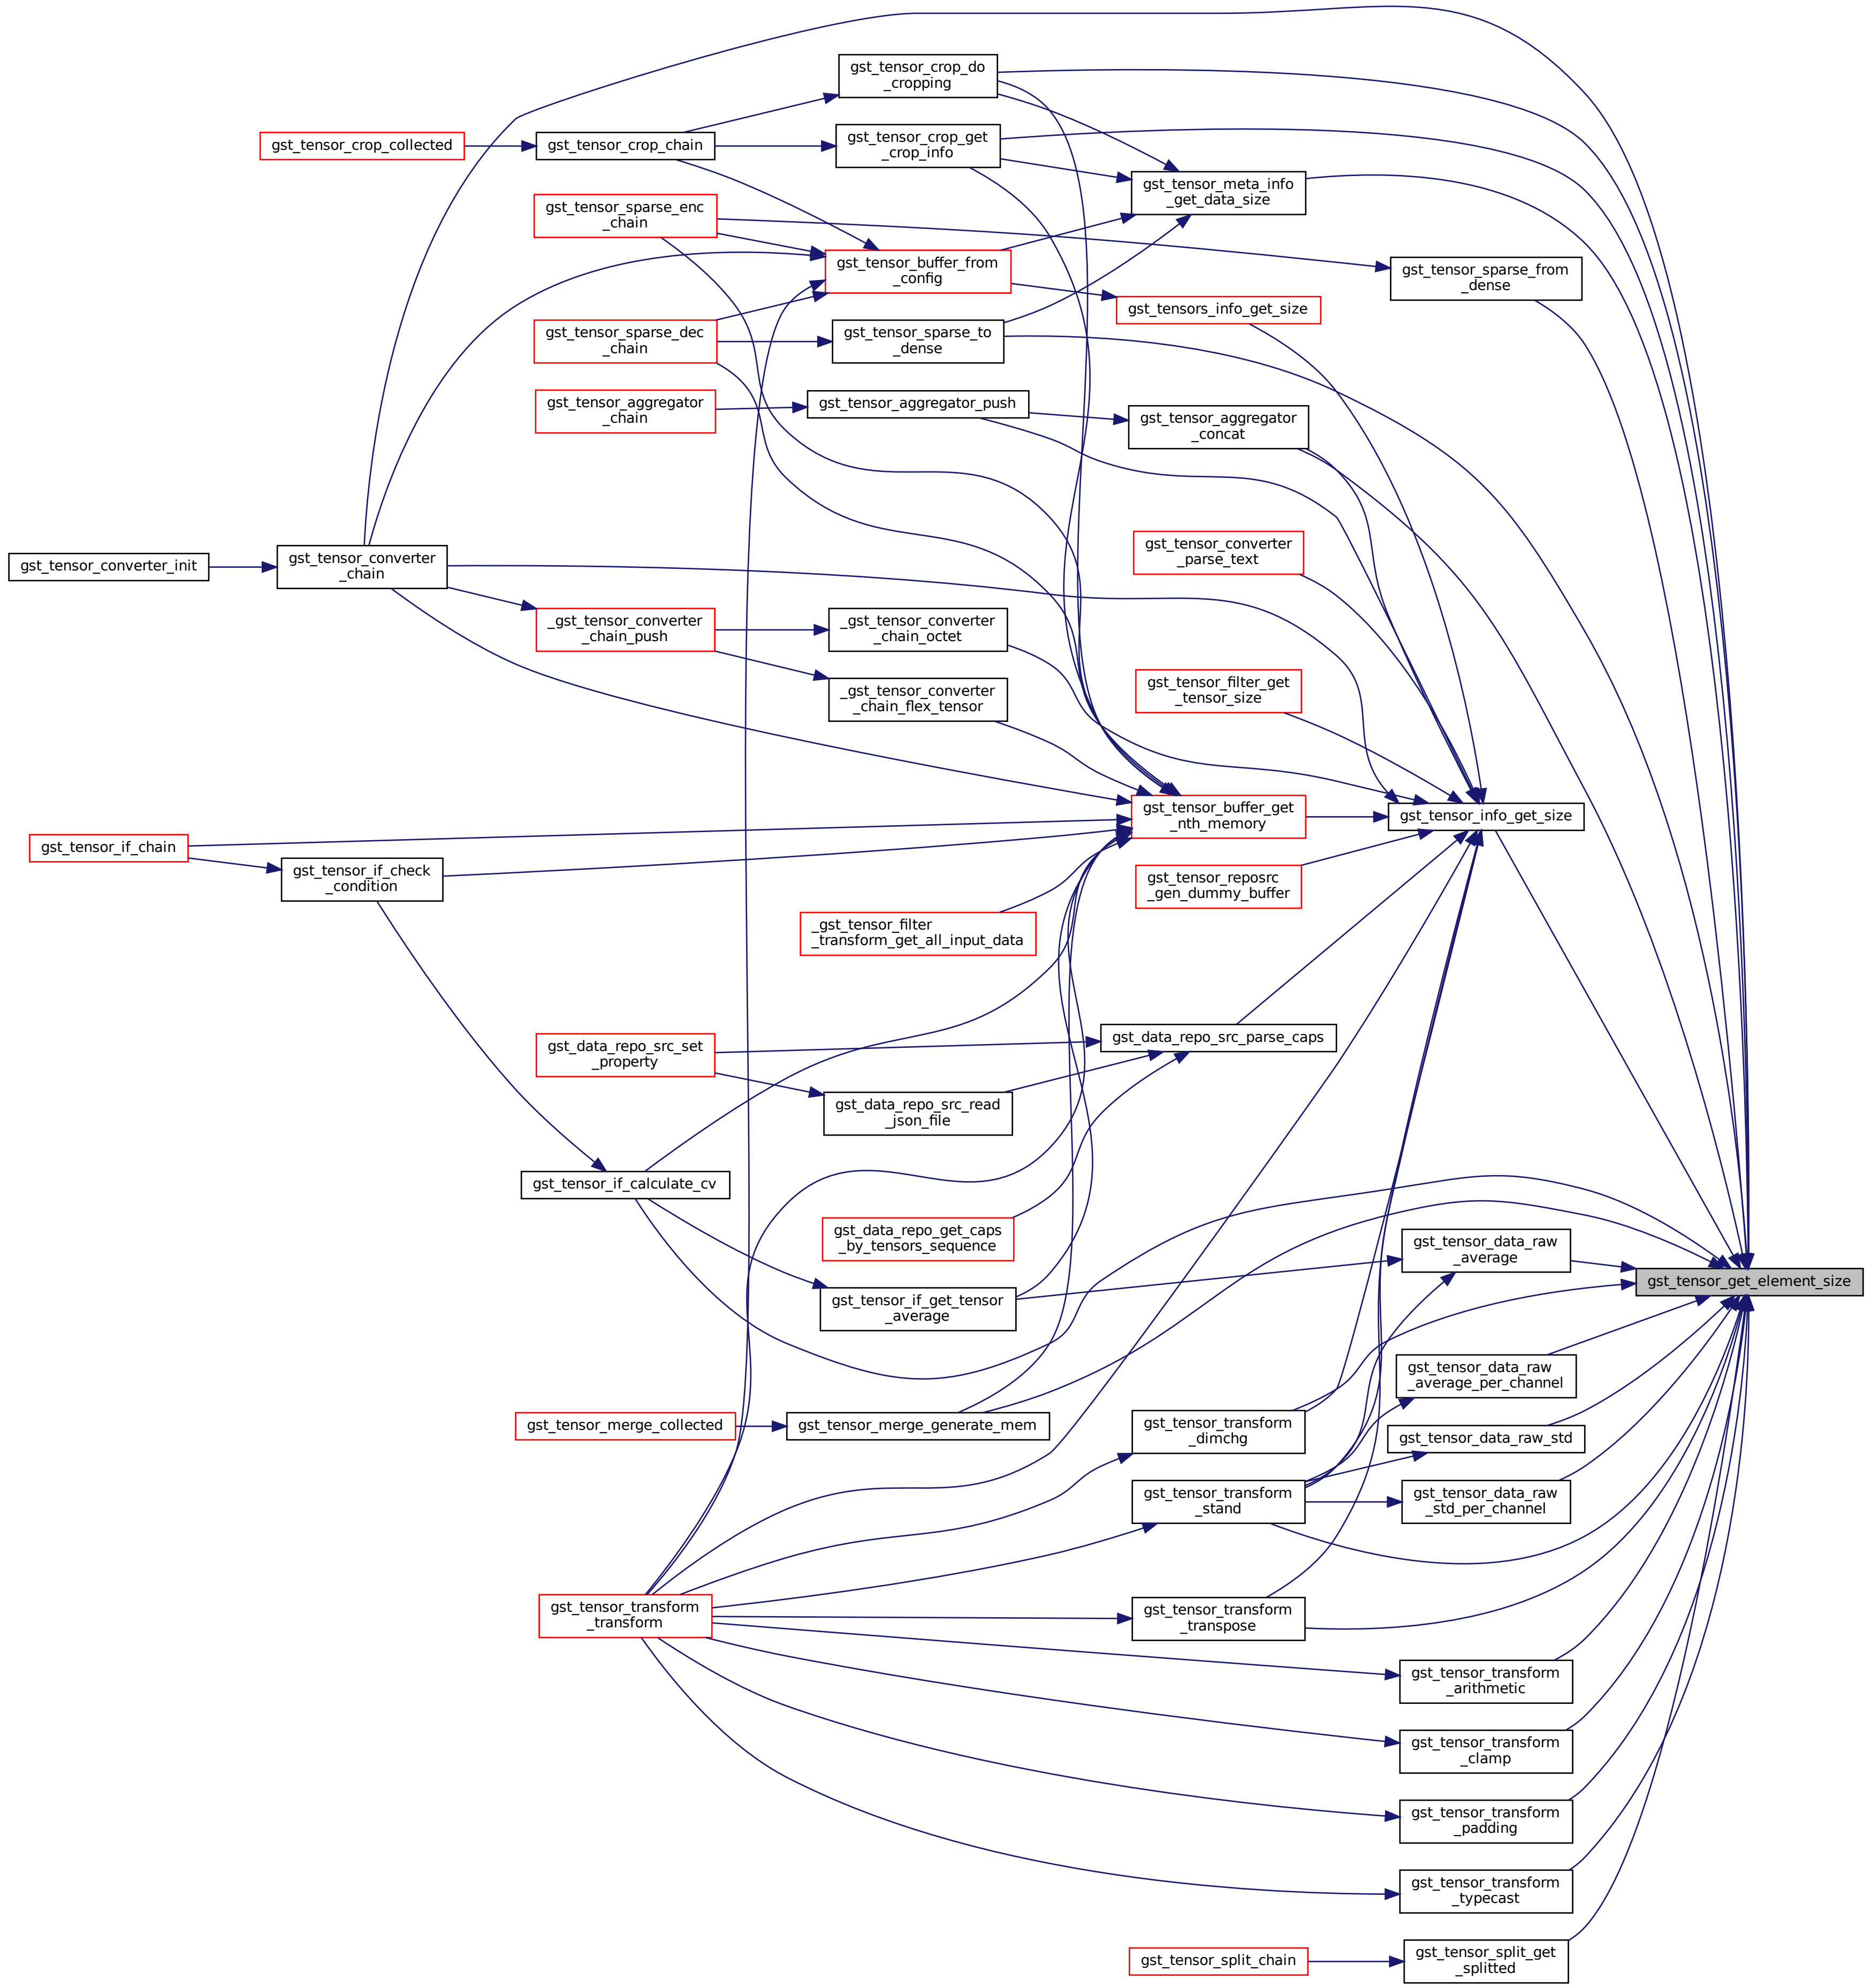 gst_tensor_crop_do
_cropping
gst_tensor_crop_collected
gst_tensor_crop_chain
gst_tensor_crop_get
_crop_info
gst_tensor_meta_info
_get_data_size
gst_tensor_sparse_enc
_chain
gst_tensor_buffer_from
_config
gst_tensor_sparse_from
_dense
gst_tensors_info_get_size
gst_tensor_sparse_dec
_chain
gst_tensor_sparse_to
_dense
gst_tensor_aggregator
_chain
gst_tensor_aggregator_push
gst_tensor_aggregator
_concat
gst_tensor_converter_init
gst_tensor_converter
_chain
gst_tensor_converter
_parse_text
_gst_tensor_converter
_chain_push
_gst_tensor_converter
_chain_octet
_gst_tensor_converter
_chain_flex_tensor
gst_tensor_filter_get
_tensor_size
gst_tensor_buffer_get
_nth_memory
gst_tensor_info_get_size
gst_tensor_if_chain
gst_tensor_if_check
_condition
gst_tensor_reposrc
_gen_dummy_buffer
_gst_tensor_filter
_transform_get_all_input_data
gst_data_repo_src_set
_property
gst_data_repo_src_parse_caps
gst_data_repo_src_read
_json_file
gst_tensor_if_calculate_cv
gst_data_repo_get_caps
_by_tensors_sequence
gst_tensor_data_raw
_average
gst_tensor_get_element_size
gst_tensor_if_get_tensor
_average
gst_tensor_data_raw
_average_per_channel
gst_tensor_merge_collected
gst_tensor_merge_generate_mem
gst_tensor_transform
_dimchg
gst_tensor_data_raw_std
gst_tensor_transform
_stand
gst_tensor_data_raw
_std_per_channel
gst_tensor_transform
_transform
gst_tensor_transform
_transpose
gst_tensor_transform
_arithmetic
gst_tensor_transform
_clamp
gst_tensor_transform
_padding
gst_tensor_transform
_typecast
gst_tensor_split_chain
gst_tensor_split_get
_splitted